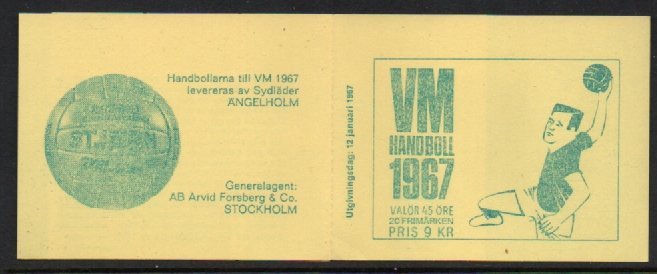 Handbollarna till VM 1967
levereras av Sydläder
ÄNGELHOLM
Generalagent:
AB Arvid Forsberg & Co.
STOCKHOLM
Utgivningsdag: 12 januari 1967
VM
HANDBOLL
1967
VALÖR 45 ÖRE
20 FRIMÄRKEN
PRIS 9 KR